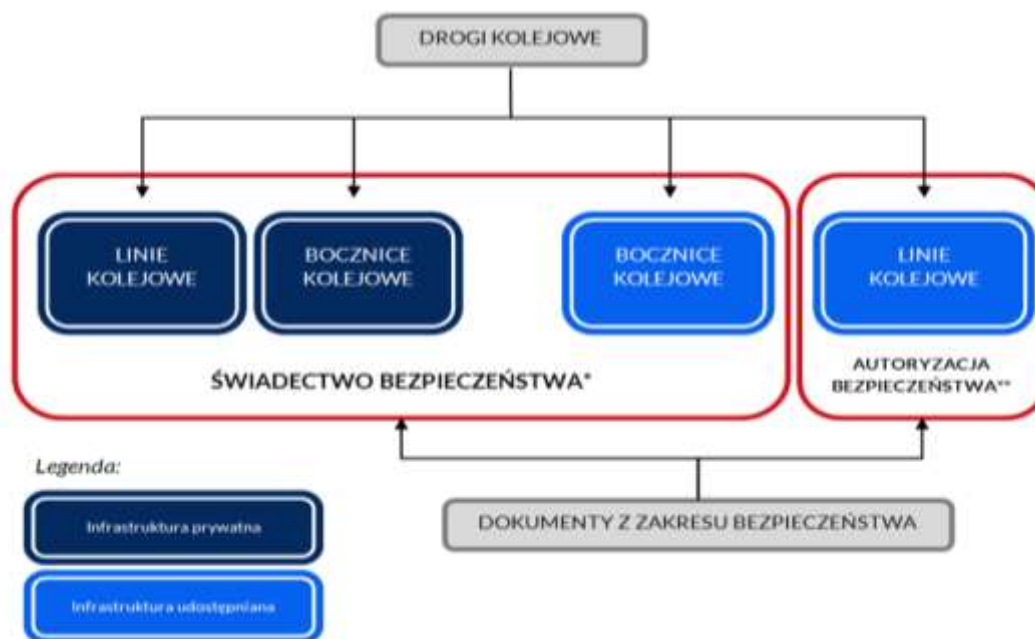 DROGI KOLEJOWE
LINIE
KOLEJOWE
BOCZNICE
KOLEJOWE
BOCZNICE
KOLEJOWE
LINIE
KOLEJOWE
ŚWIADECTWO BEZPIECZEŃSTWA*
AUTORYZACJA
BEZPIECZEŃSTWA**
Legenda:
Infrastruktura prywatna
Infrastruktura udostępniana
DOKUMENTY Z ZAKRESU BEZPIECZEŃSTWA